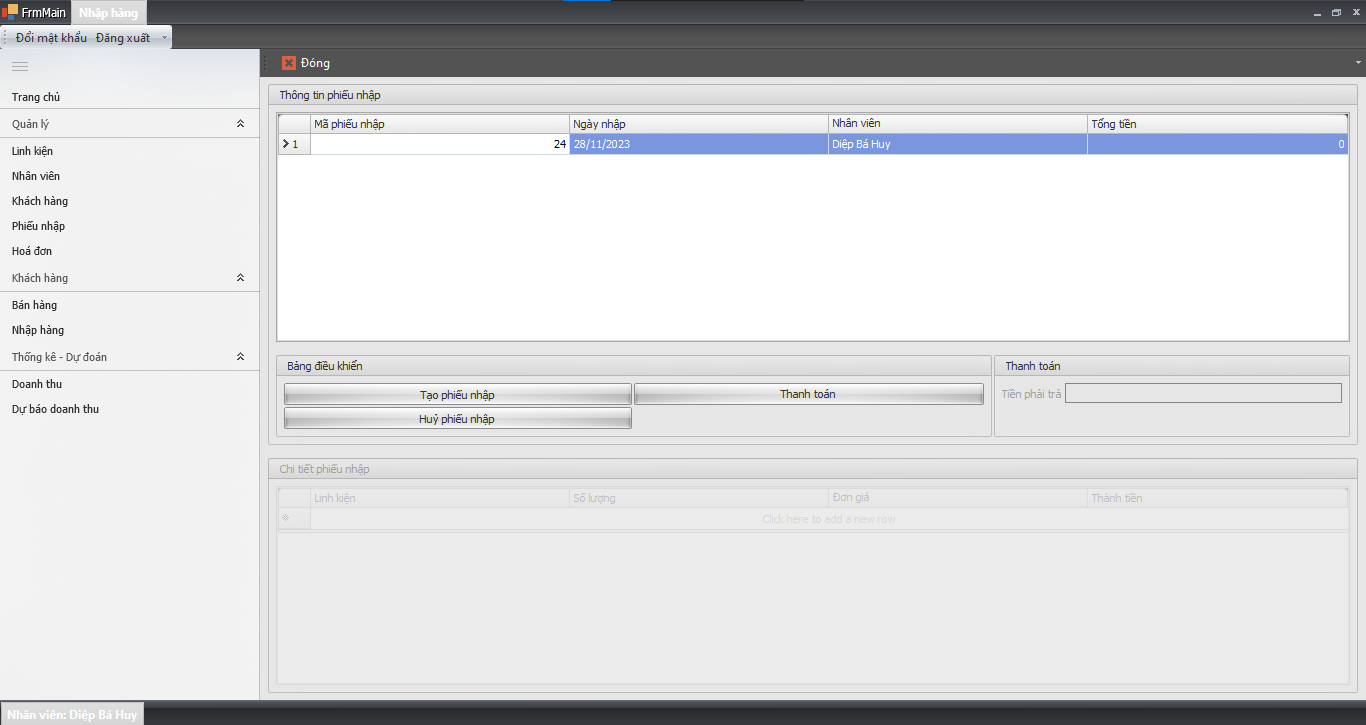 FrmMain Nhập hàng
Đổi mật khẩu Đăng xuất
Đóng
Trang chủ
Quản lý
Linh kiện
Nhân viên
Khách hàng
Phiếu nhập
Hoá đơn
Khách hàng
Bán hàng
Nhập hàng
Thống kê - Dự đoán
Doanh thu
Dự báo doanh thu
Thông tin phiếu nhập
Mã phiếu nhập Ngày nhập Nhân viên Tổng tiền
1 24 28/11/2023 Diệp Bá Huy 0
Bảng điều khiển
Tạo phiếu nhập Thanh toán
Huỷ phiếu nhập
Thanh toán
Tiền phải trả
Chi tiết phiếu nhập
Linh kiện Số lượng Đơn giá Thành tiền
Click here to add a new row
Nhân viên: Diệp Bá Huy